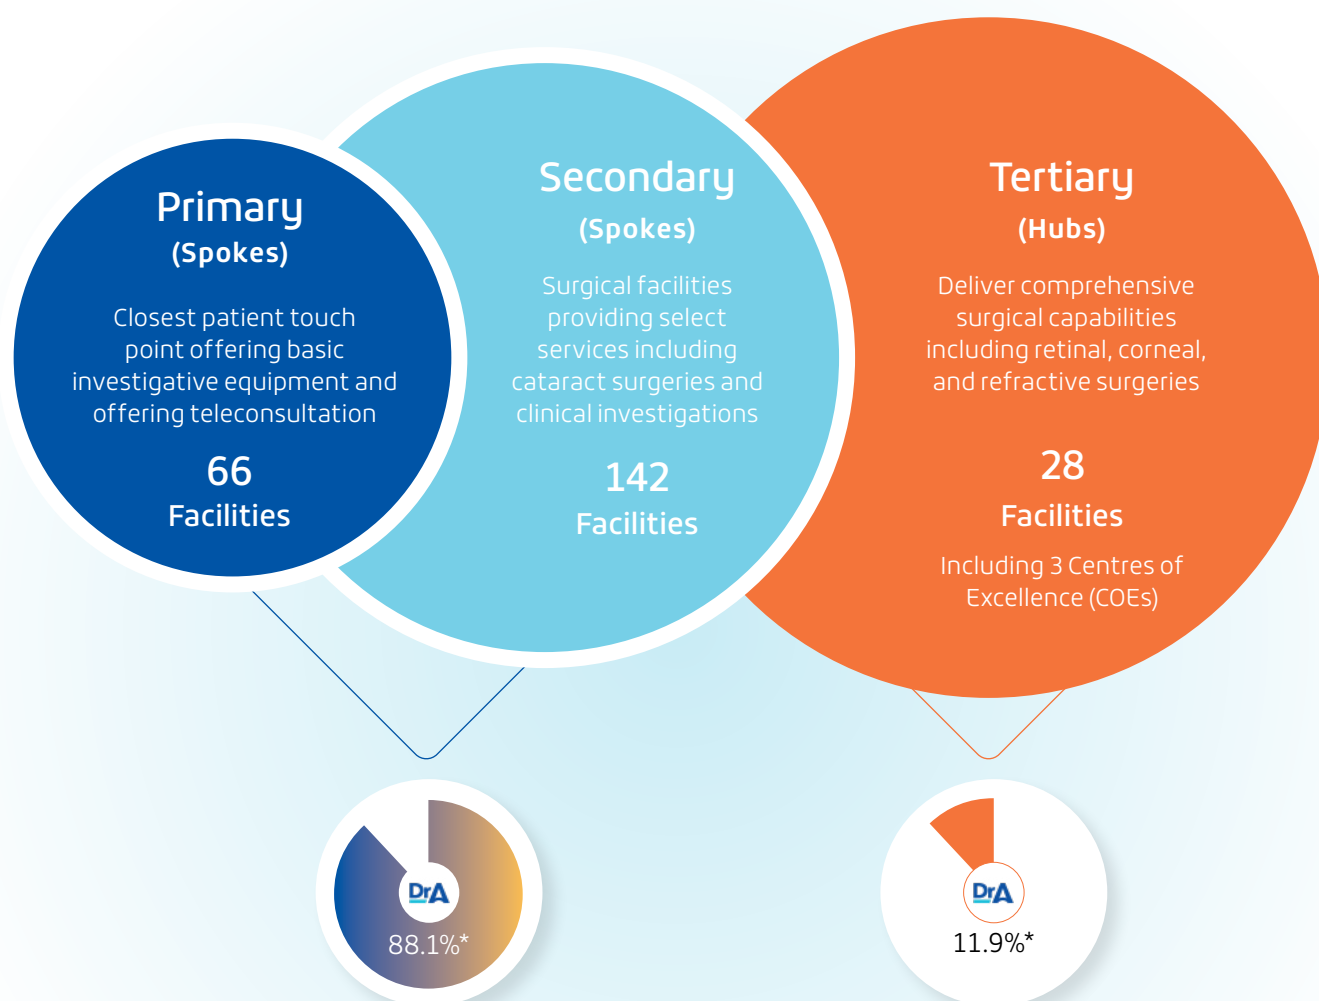 Primary
(Spokes)
Closest patient touch
point offering basic
investigative equipment and
offering teleconsultation
66
Facilities
Secondary
(Spokes)
Surgical facilities
providing select
services including
cataract surgeries and
clinical investigations
142
Facilities
Tertiary
(Hubs)
Deliver comprehensive
surgical capabilities
including retinal, corneal,
and refractive surgeries
28
Facilities
Including 3 Centres of
Excellence (COEs)
DrA
88.1%*
DrA
11.9%*